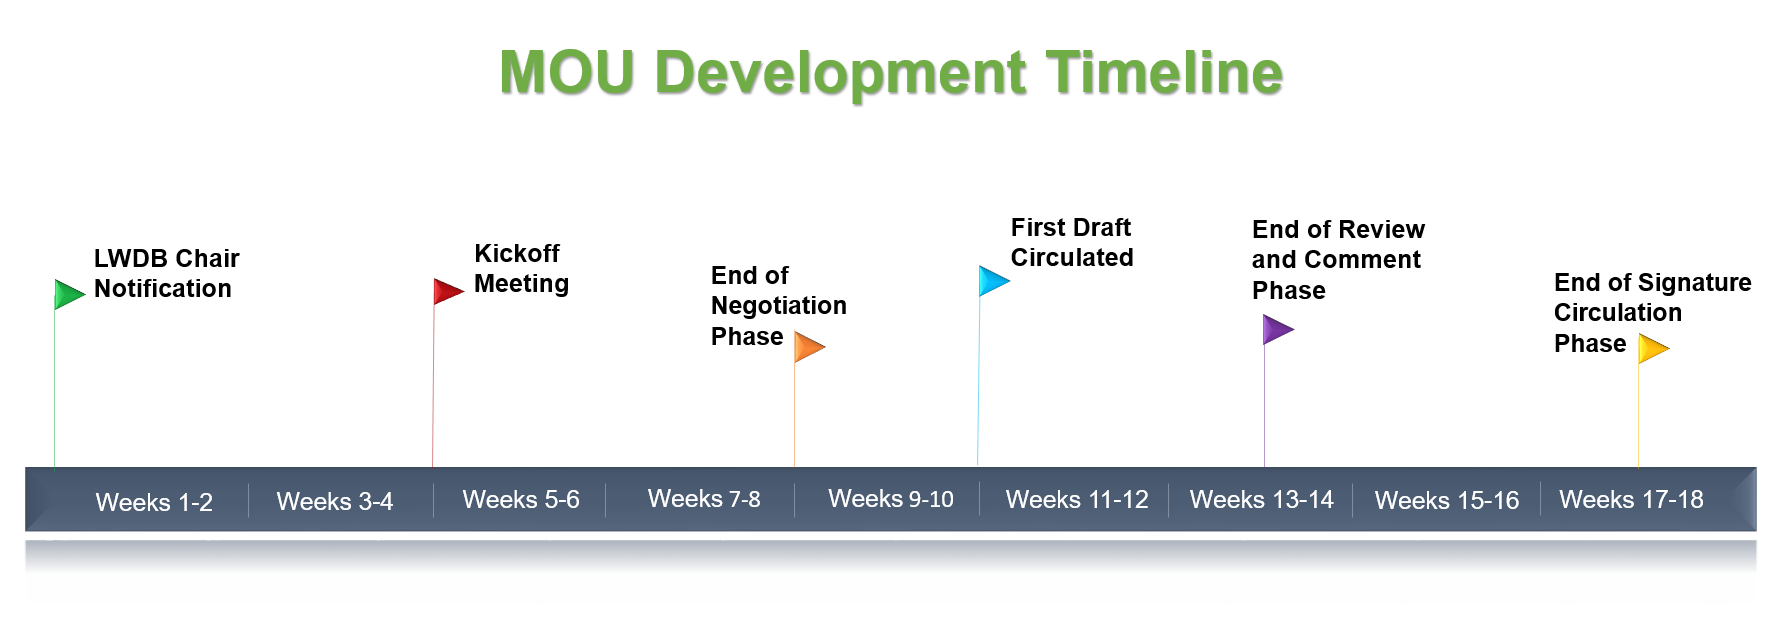 MOU Development Timeline
LWDB Chair
Notification
Kickoff
Meeting
End of
Negotiation
Phase
First Draft
Circulated
End of Review
and Comment
Phase
End of Signature
Circulation
Phase
Weeks 1-2
Weeks 3-4
Weeks 5-6
Weeks 7-8
Weeks 9-10
Weeks 11-12
Weeks 13-14
Weeks 15-16
Weeks 17-18